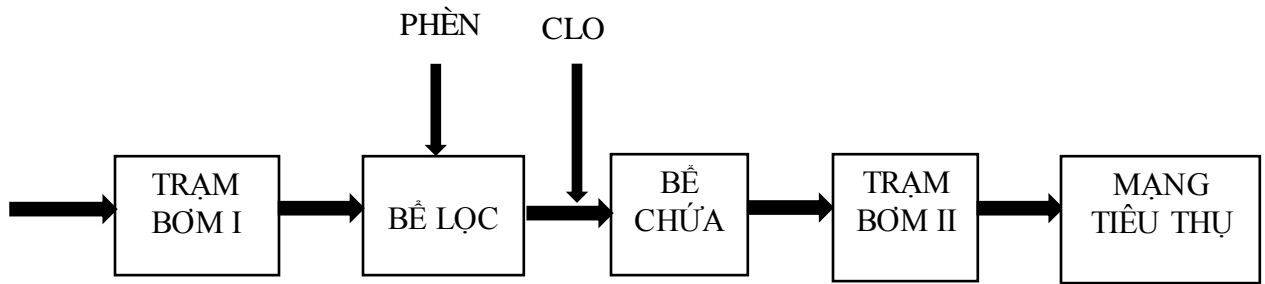 PHÈN
CLO
TRẠM
BƠM I
BỂ LỌC
BỂ
CHỨA
TRẠM
BƠM II
MẠNG
TIÊU THỤ